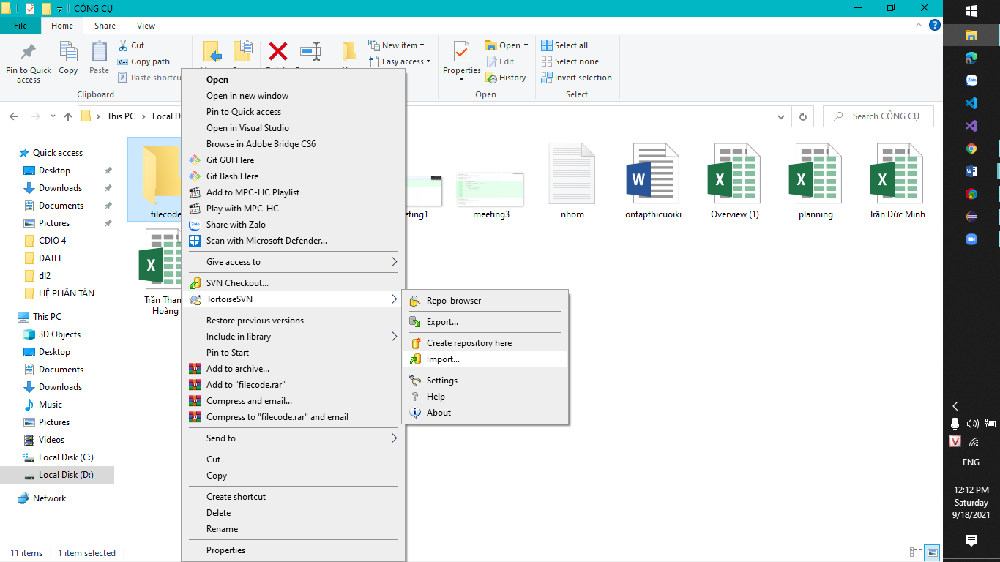 CÔNG CỤ
File
Home
Share
View
Pin to Quick access
Copy
Paste
Cut
Copy path
Paste shortcu
Clipboard
New item
Easy access
Properties
Open
Edit
History
Open
Select all
Select none
Invert selection
Select
This PC
Local D
Search CÔNG CỤ
Quick access
Desktop
Downloads
Documents
Pictures
CDIO 4
DATH
dl2
HỆ PHÂN TÁN
This PC
3D Objects
Desktop
Documents
Downloads
Music
Pictures
Videos
Local Disk (C:)
Local Disk (D:)
Network
filecode
eting1
meeting3
nhom
ontapthicuoiki
Overview (1)
planning
Trần Đức Minh
Trần Than
Hoàng
Open
Open in new window
Pin to Quick access
Open in Visual Studio
Browse in Adobe Bridge CS6
Git GUI Here
Git Bash Here
Add to MPC-HC Playlist
Play with MPC-HC
Zalo
Share with Zalo
Scan with Microsoft Defender...
Give access to
SVN Checkout...
TortoiseSVN
Restore previous versions
Include in library
Pin to Start
Add to archive...
Add to "filecode.rar"
Compress and email...
Compress to "filecode.rar" and email
Send to
Cut
Copy
Create shortcut
Delete
Rename
Properties
Repo-browser
Export...
Create repository here
Import...
Settings
Help
About
11 items
1 item selected
Zalo
ENG
12:12 PM
Saturday
9/18/2021